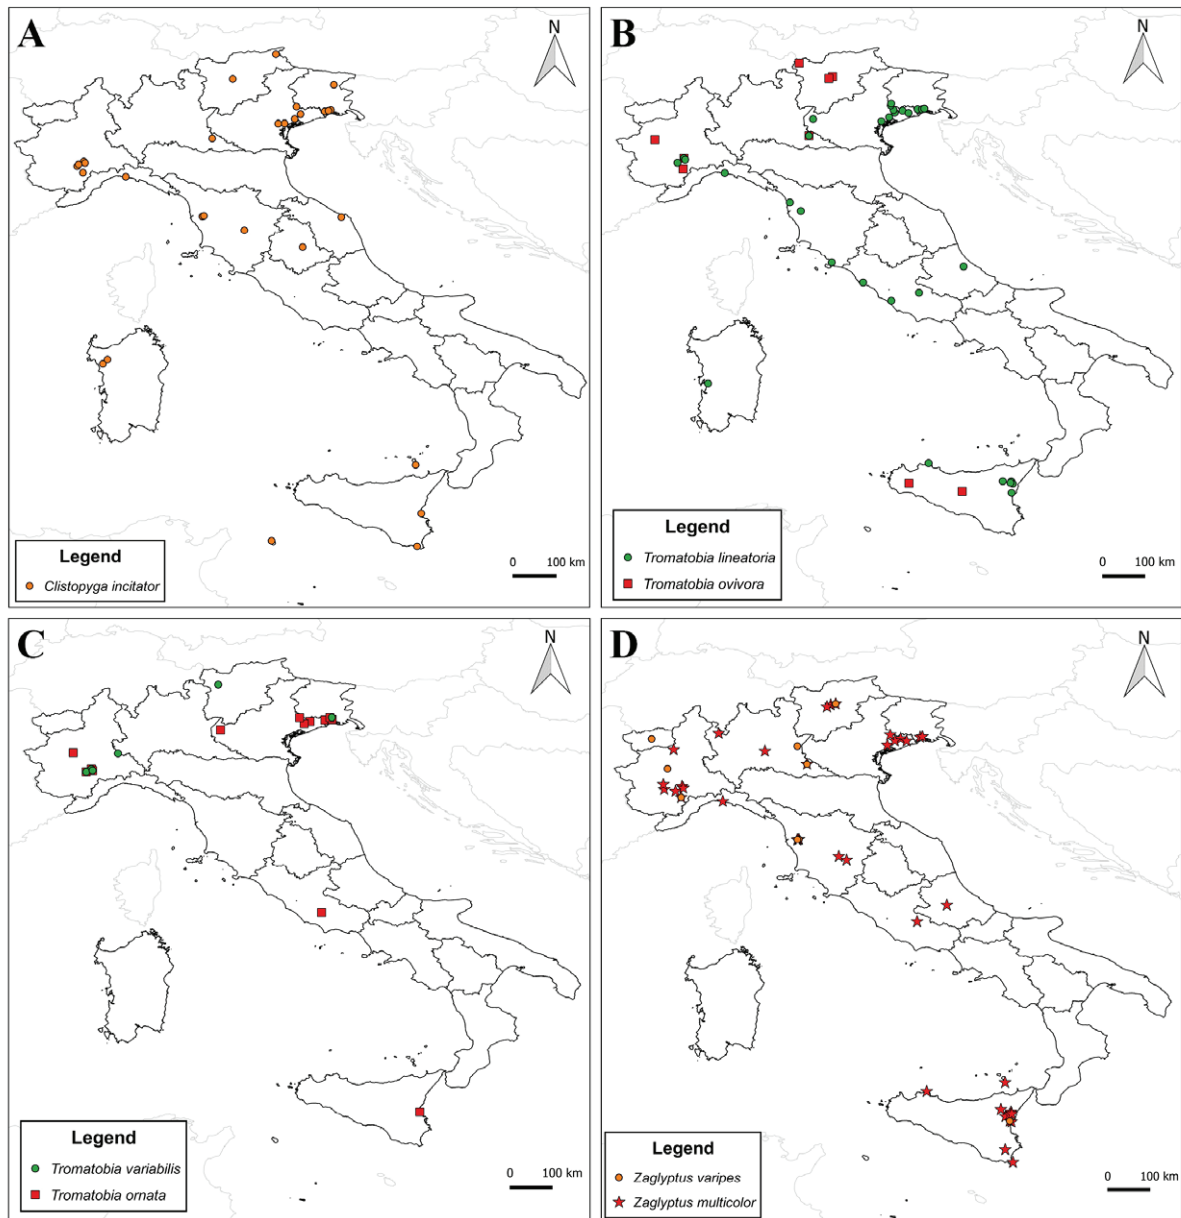 A
N
Legend
Clistopyga incitator
0 100 km
B
N
Legend
Tromatobia lineatoria
Tromatobia ovivora
0 100 km
C
N
Legend
Tromatobia variabilis
Tromatobia ornata
0 100 km
D
N
Legend
Zaglyptus varipes
Zaglyptus multicolor
0 100 km